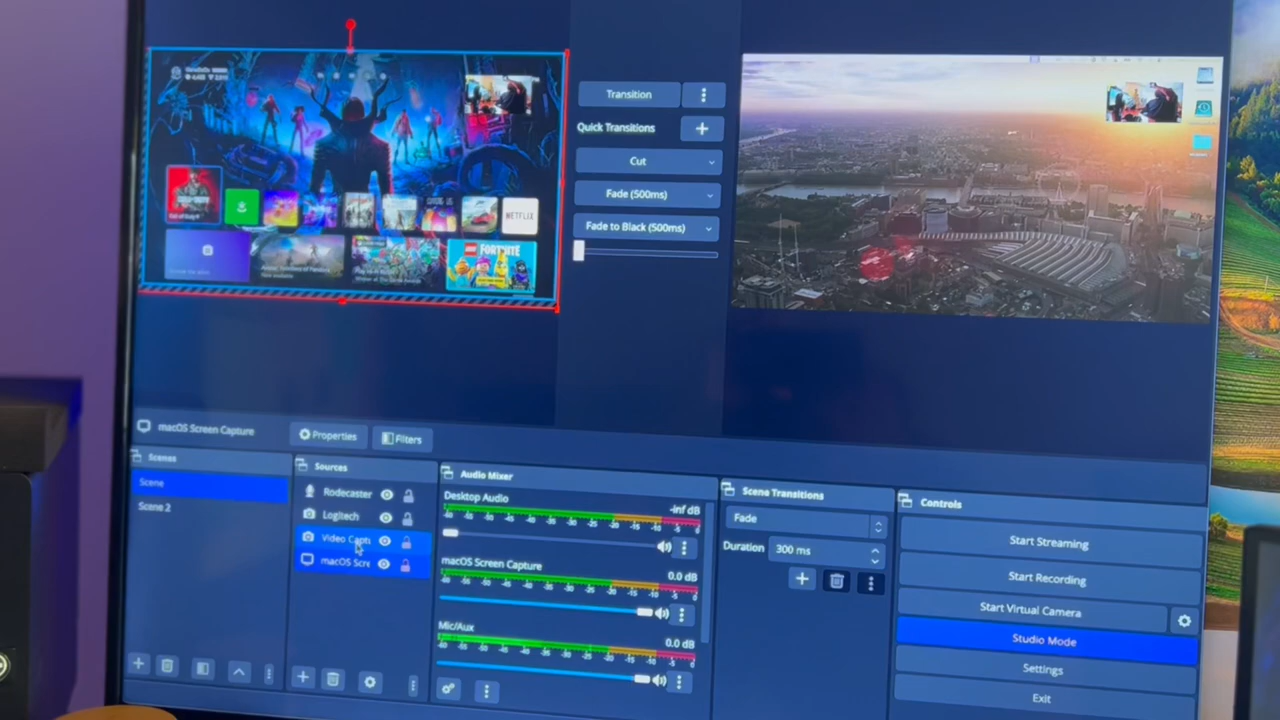 Transition
Quick Transitions
Cut
Fade (500ms)
Fade to Black (500ms)
NETFLIX
LEGO FORTNITE
macOS Screen Capture
Properties
Filters
Scenes
Scene
Scene 2
Sources
Rodecaster
Logitech
Video Captu
macOS Scre
Audio Mixer
Desktop Audio
-inf dB
macOS Screen Capture
0.0 dB
Mic/Aux
0.0 dB
Scene Transitions
Fade
Duration
300 ms
Controls
Start Streaming
Start Recording
Start Virtual Camera
Studio Mode
Settings
Exit